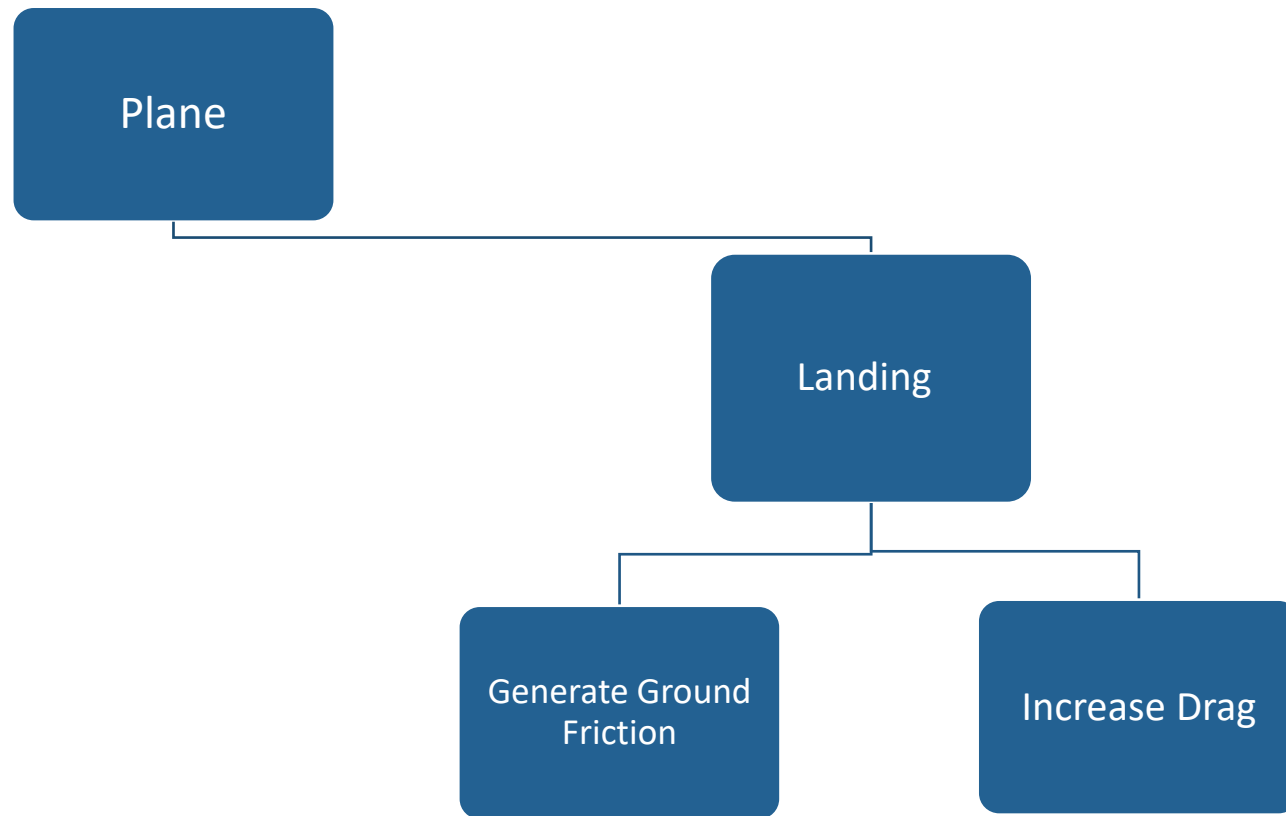 Plane
Landing
Generate Ground
Friction
Increase Drag